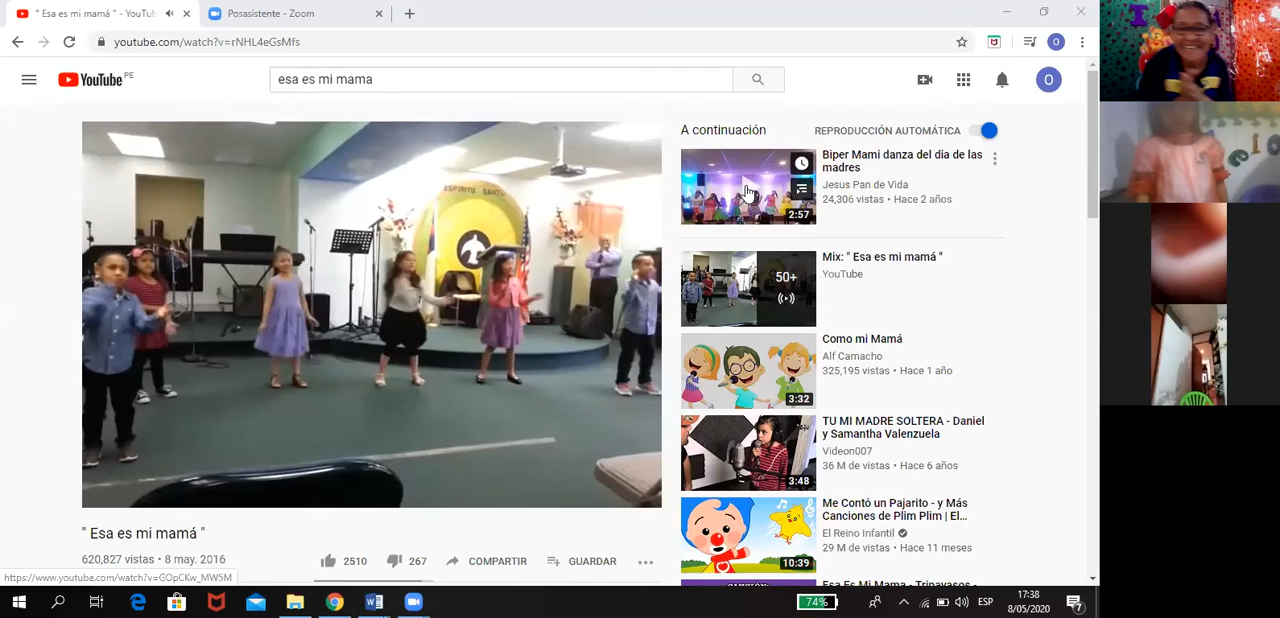 " Esa es mi mamá " - YouTub
Posasistente - Zoom
youtube.com/watch?v=rNHL4eGsMfs
O
YouTube PE
esa es mi mama
O
ESPIRITU SANTO
A continuación
REPRODUCCIÓN AUTOMÁTICA
Biper Mami danza del dia de las
madres
Jesus Pan de Vida
24,306 vistas • Hace 2 años
2:57
Mix: " Esa es mi mamá "
YouTube
50+
Como mi Mamá
Alf Camacho
325,195 vistas • Hace 1 año
3:32
TU MI MADRE SOLTERA - Daniel
y Samantha Valenzuela
Videon007
36 M de vistas • Hace 6 años
3:48
Me Contó un Pajarito - y Más
Canciones de Plim Plim | El...
El Reino Infantil
29 M de vistas • Hace 11 meses
10:39
Esa Es Mi Mama - Tripayasos -
" Esa es mi mamá "
620,827 vistas • 8 may. 2016
2510
267
COMPARTIR
GUARDAR
https://www.youtube.com/watch?v=GOpCKw_MW5M
74%
ESP
17:38
8/05/2020
7